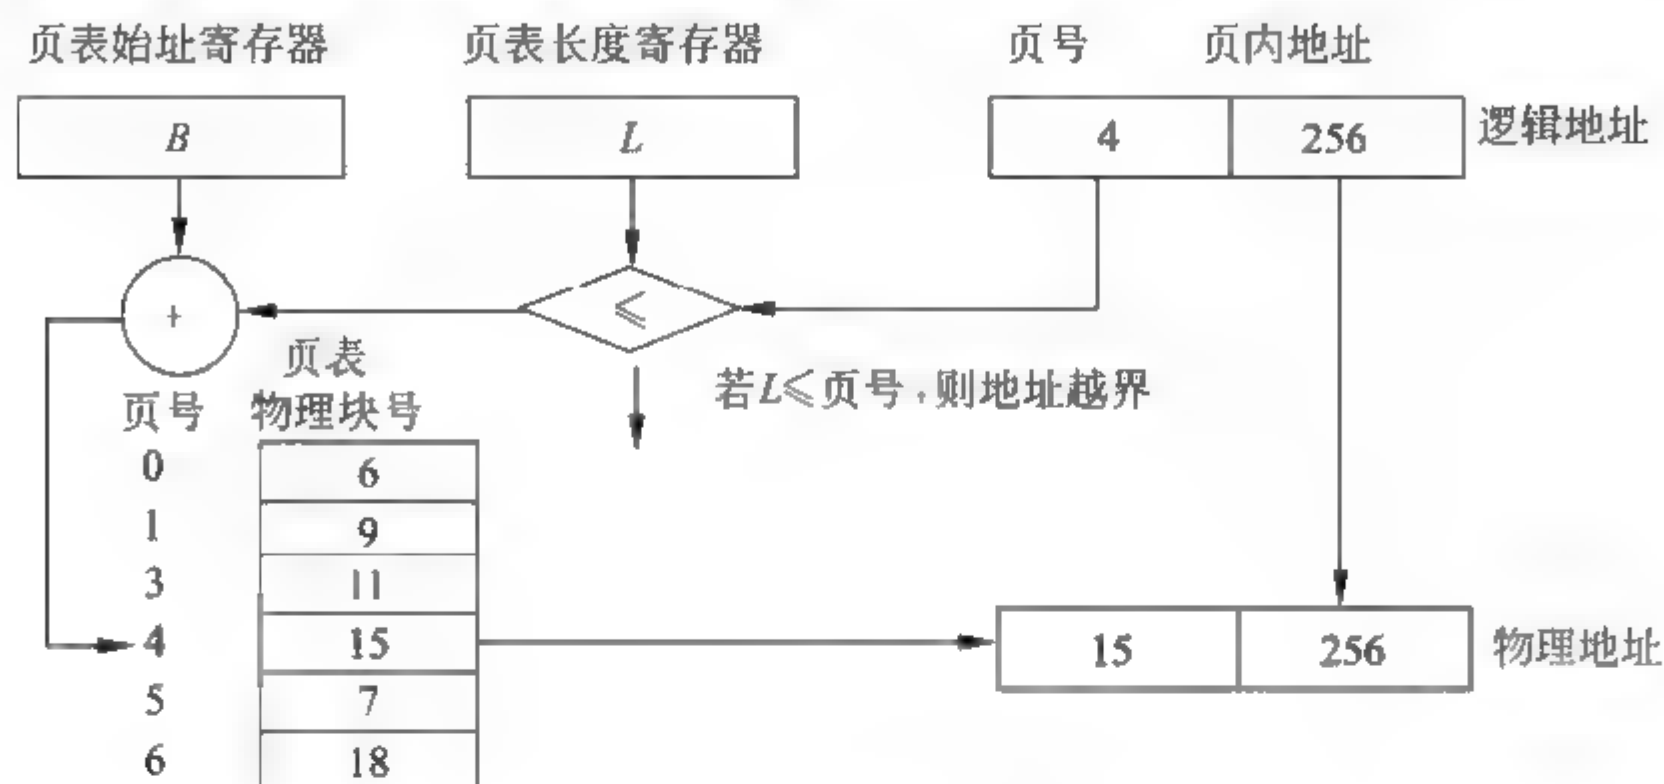 页表始址寄存器 页表长度寄存器 页号 页内地址
B L 4 256 逻辑地址
+ ≤
页表 若L≤页号,则地址越界
页号 物理块号
0 6
1 9
3 11
4 15 15 256 物理地址
5 7
6 18